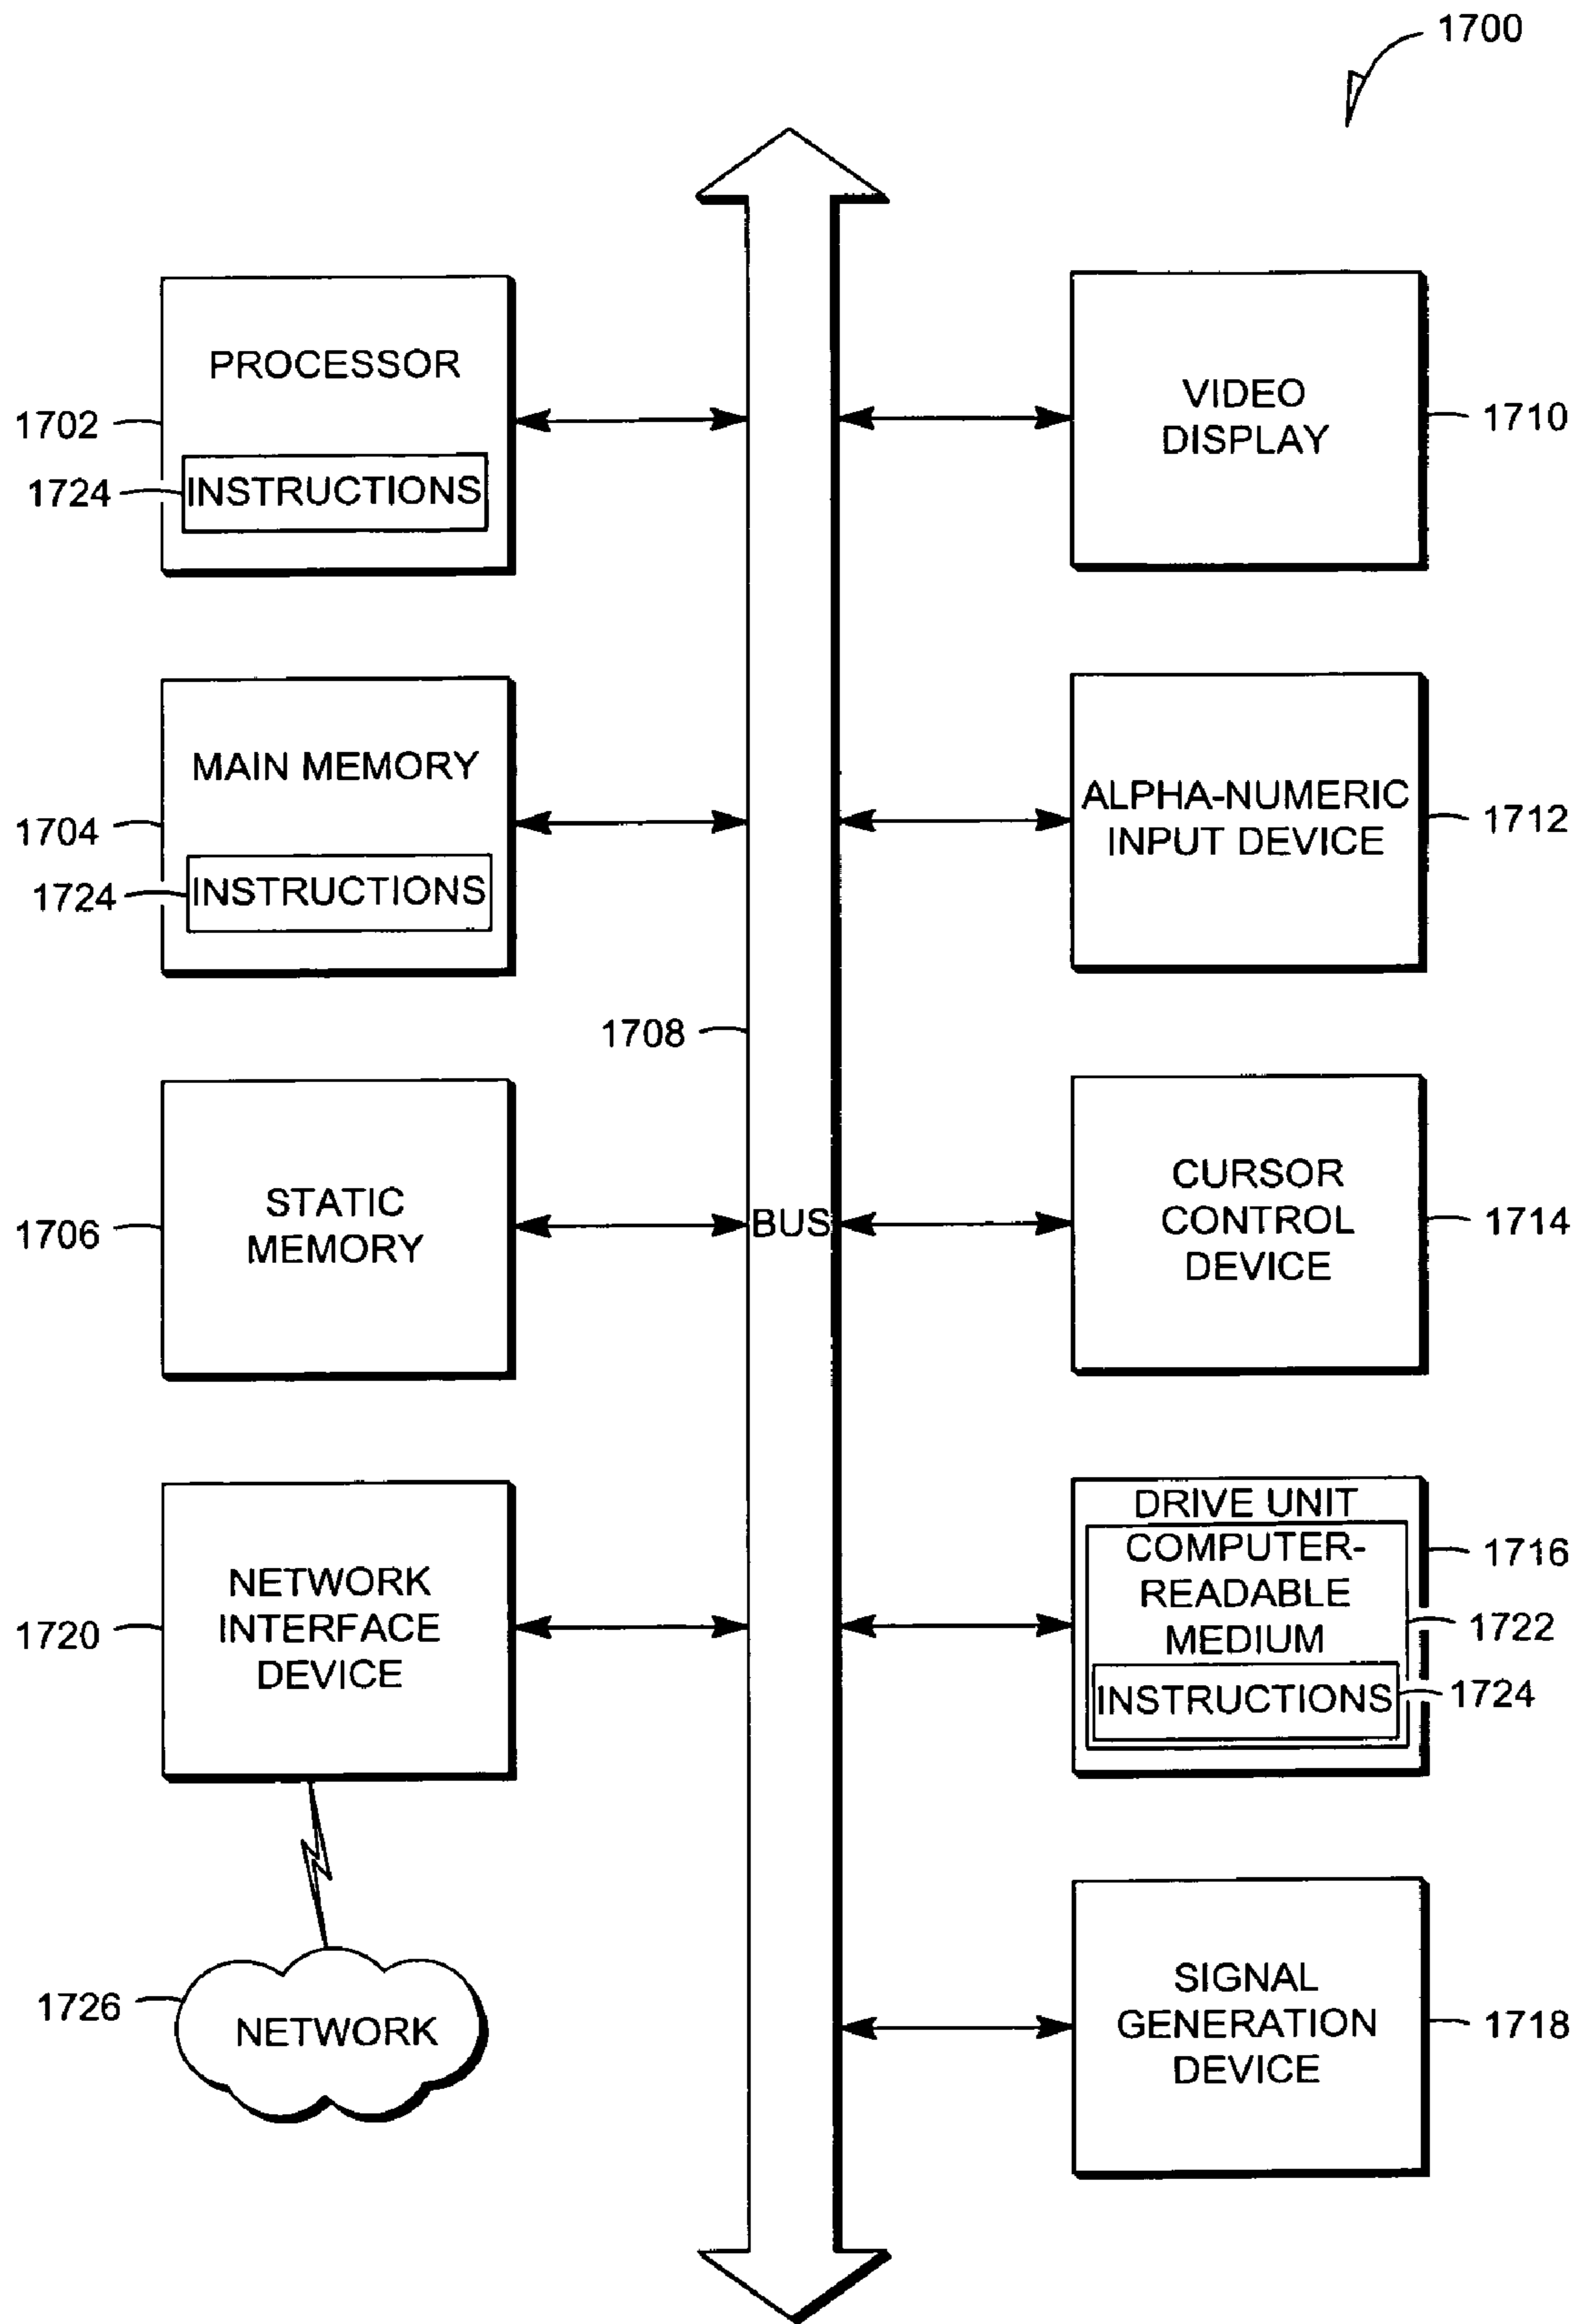 1700
PROCESSOR
1702
1724
INSTRUCTIONS
VIDEO
DISPLAY
1710
MAIN MEMORY
1704
1724
INSTRUCTIONS
ALPHA-NUMERIC
INPUT DEVICE
1712
1708
STATIC
MEMORY
1706
BUS
CURSOR
CONTROL
DEVICE
1714
NETWORK
INTERFACE
DEVICE
1720
DRIVE UNIT
COMPUTER-
READABLE
MEDIUM
1716
1722
INSTRUCTIONS
1724
1726
NETWORK
SIGNAL
GENERATION
DEVICE
1718